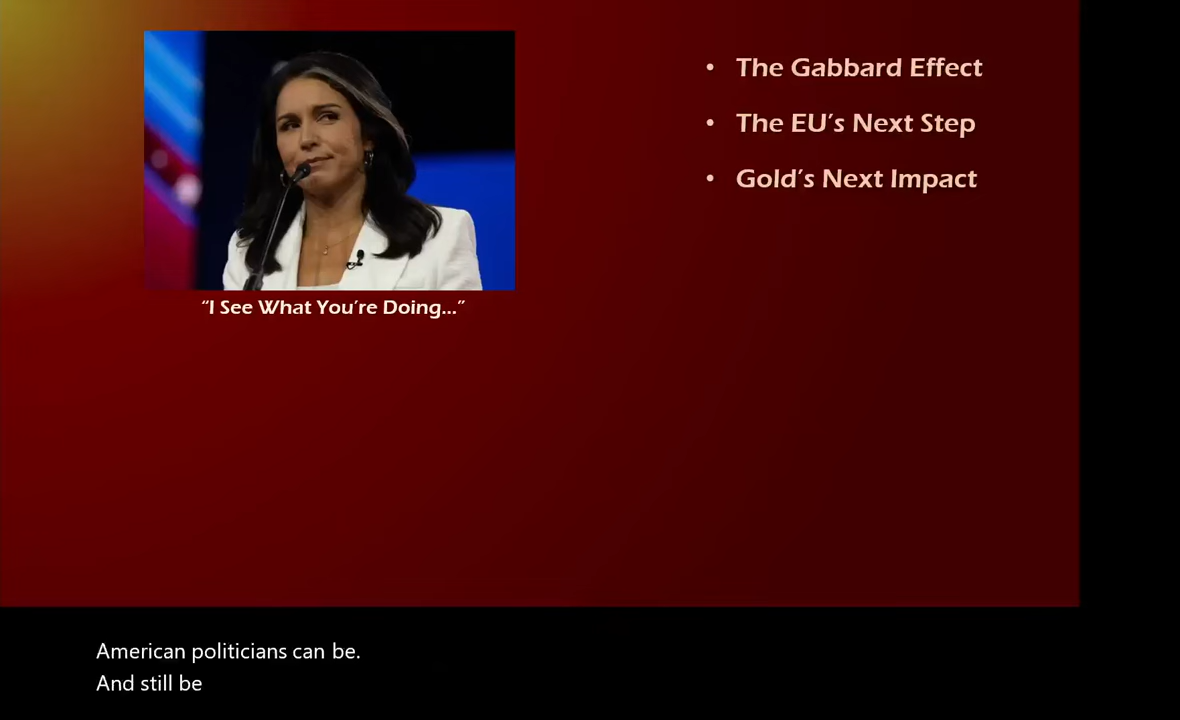 • The Gabbard Effect
• The EU's Next Step
• Gold's Next Impact
“I See What You're Doing...”
American politicians can be.
And still be